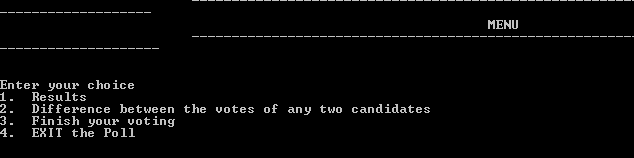 MENU
Enter your choice
1. Results
2. Difference between the votes of any two candidates
3. Finish your voting
4. EXIT the Poll